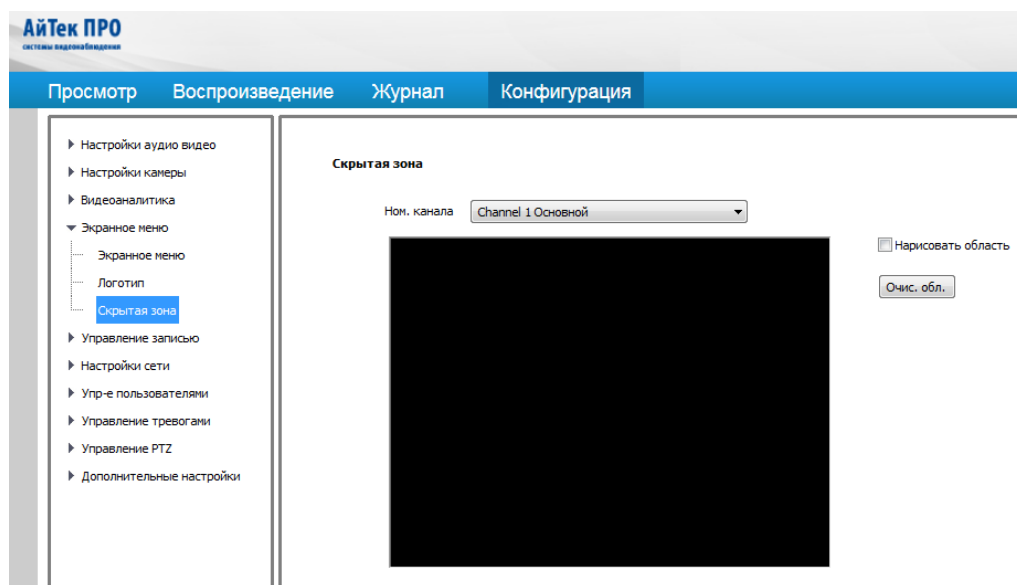 АйТек ПРО
системы видеонаблюдения
Просмотр Воспроизведение Журнал Конфигурация
Настройки аудио видео
Настройки камеры
Видеоаналитика
Экранное меню
Экранное меню
Логотип
Скрытая зона
Управление записью
Настройки сети
Упр-е пользователями
Управление тревогами
Управление PTZ
Дополнительные настройки
Скрытая зона
Ном. канала Channel 1 Основной
Нарисовать область
Очис. обл.